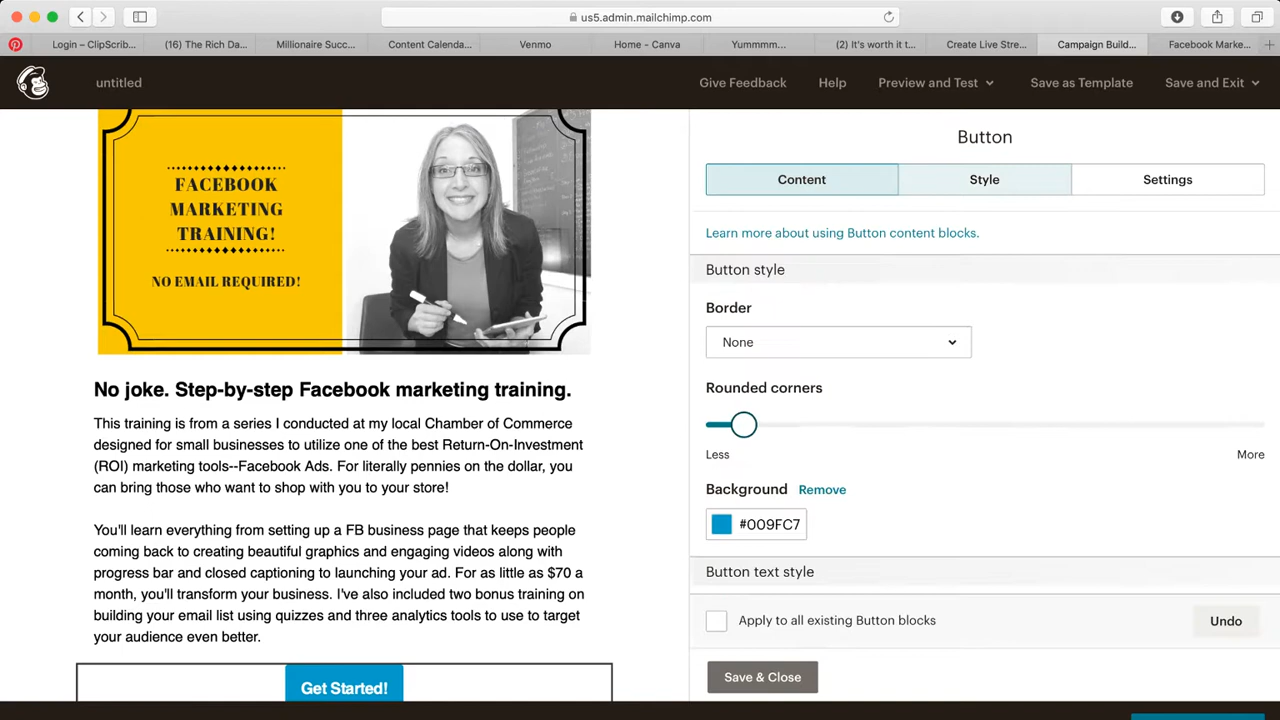 us5.admin.mailchimp.com
Login – ClipScrib...
(16) The Rich Da...
Millionaire Succ...
Content Calenda...
Venmo
Home – Canva
Yummmm...
(2) It's worth it t...
Create Live Stre...
Campaign Build...
Facebook Marke...
untitled
Give Feedback
Help
Preview and Test
Save as Template
Save and Exit
FACEBOOK
MARKETING
TRAINING!
NO EMAIL REQUIRED!
No joke. Step-by-step Facebook marketing training.
This training is from a series I conducted at my local Chamber of Commerce
designed for small businesses to utilize one of the best Return-On-Investment
(ROI) marketing tools--Facebook Ads. For literally pennies on the dollar, you
can bring those who want to shop with you to your store!
You'll learn everything from setting up a FB business page that keeps people
coming back to creating beautiful graphics and engaging videos along with
progress bar and closed captioning to launching your ad. For as little as $70 a
month, you'll transform your business. I've also included two bonus training on
building your email list using quizzes and three analytics tools to use to target
your audience even better.
Get Started!
Button
Content
Style
Settings
Learn more about using Button content blocks.
Button style
Border
None
Rounded corners
Less
More
Background
Remove
#009FC7
Button text style
Apply to all existing Button blocks
Undo
Save & Close